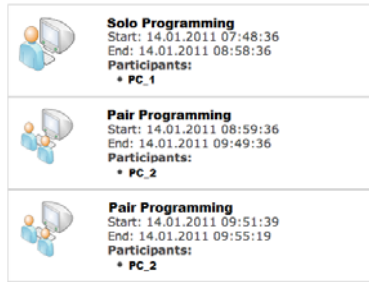 Solo Programming
Start: 14.01.2011 07:48:36
End: 14.01.2011 08:58:36
Participants:
• PC_1
Pair Programming
Start: 14.01.2011 08:59:36
End: 14.01.2011 09:49:36
Participants:
• PC_2
Pair Programming
Start: 14.01.2011 09:51:39
End: 14.01.2011 09:55:19
Participants:
• PC_2